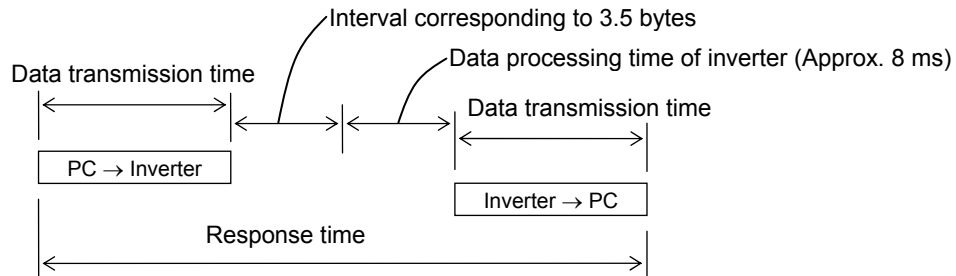 Interval corresponding to 3.5 bytes
Data transmission time
Data processing time of inverter (Approx. 8 ms)
Data transmission time
PC → Inverter
Inverter → PC
Response time